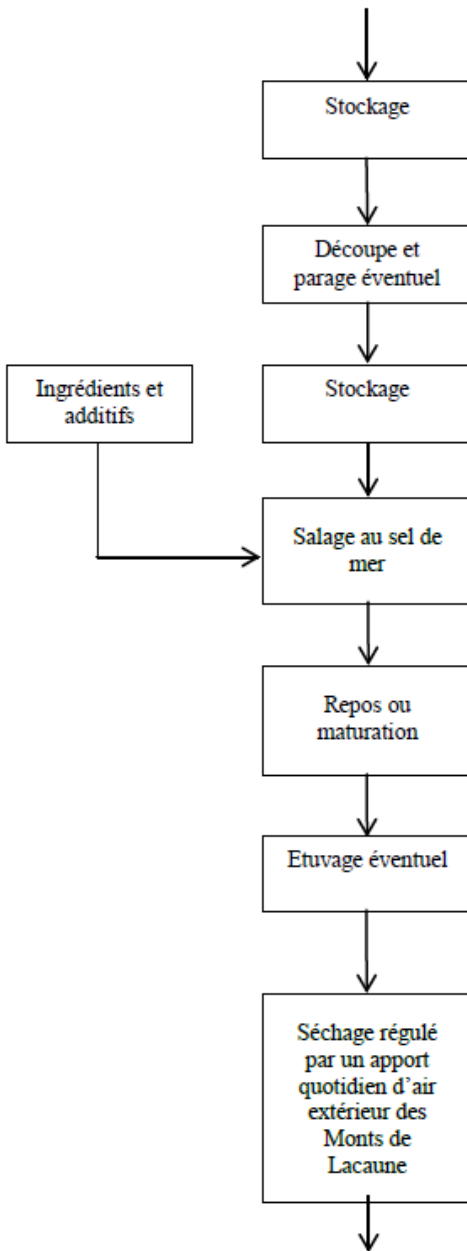 Stockage
Découpe et
parage éventuel
Ingrédients et
additifs
Stockage
Salage au sel de
mer
Repos ou
maturation
Etuvage éventuel
Séchage régulé
par un apport
quotidien d’air
extérieur des
Monts de
Lacaune